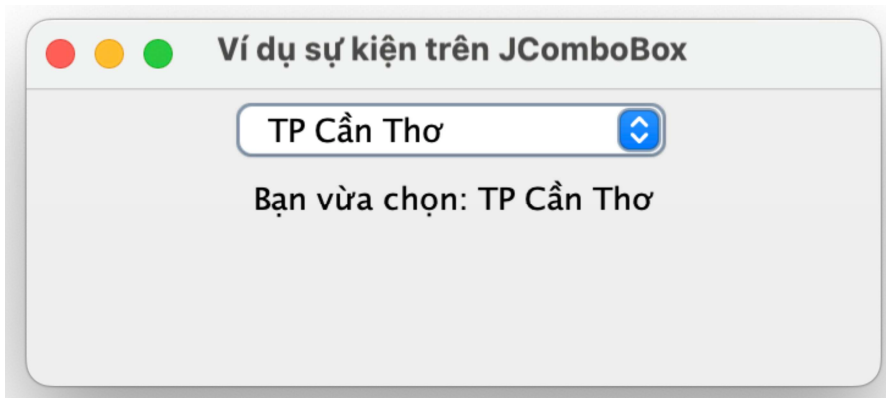 Ví dụ sự kiện trên JComboBox
TP Cần Thơ
Bạn vừa chọn: TP Cần Thơ